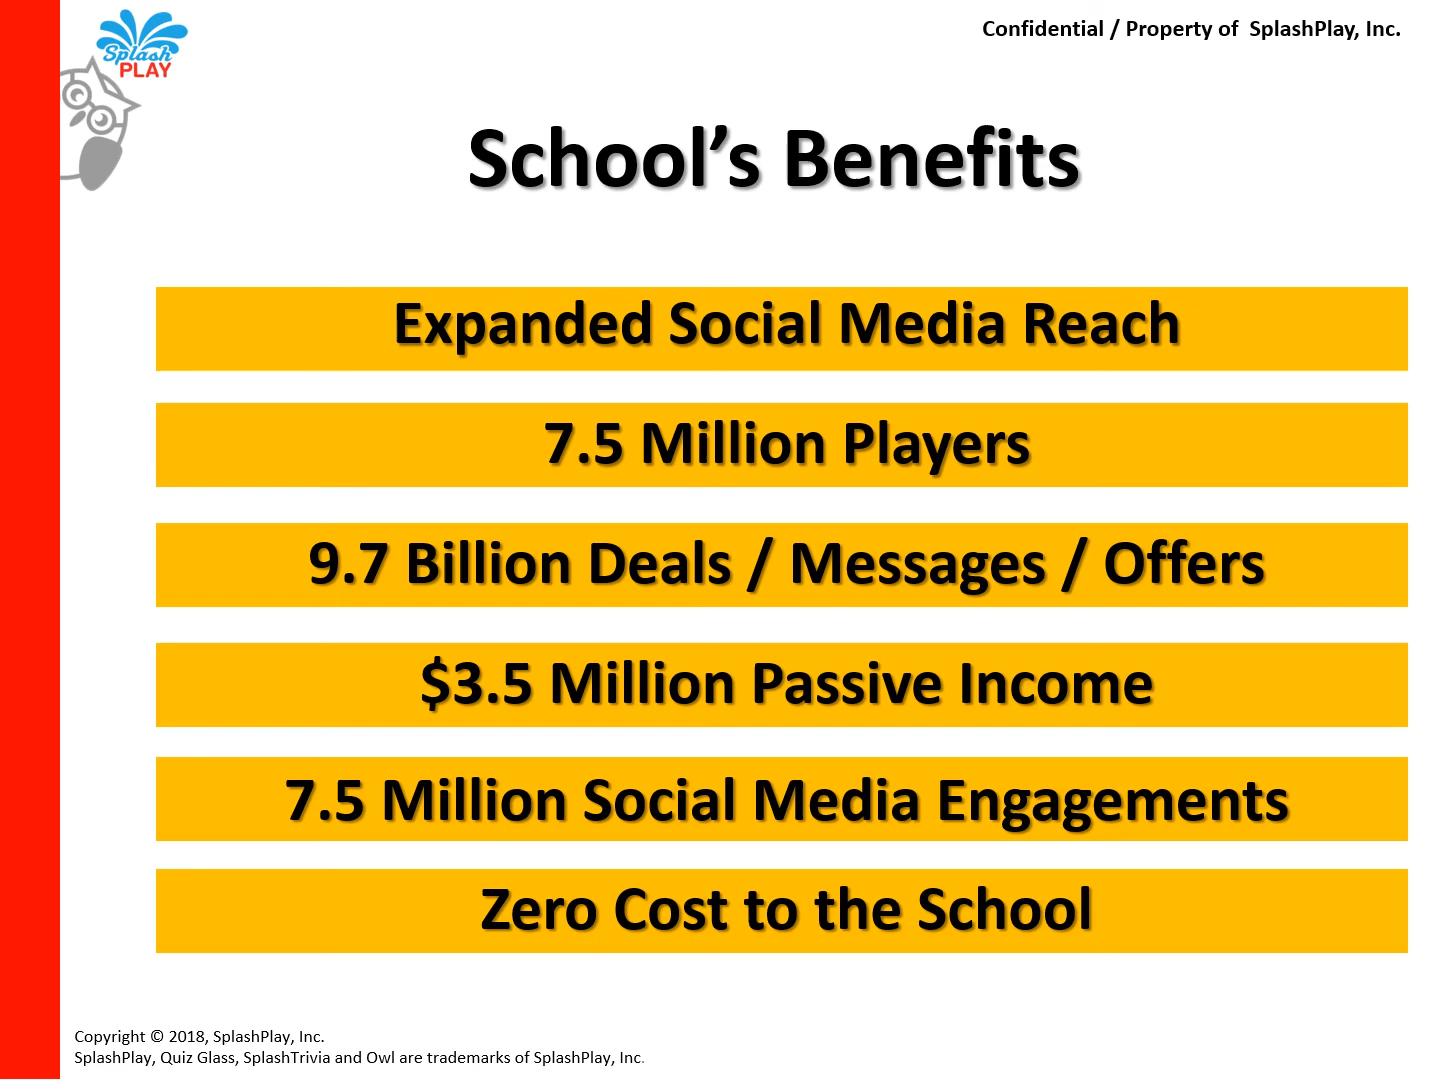 Splash
PLAY
Confidential / Property of  SplashPlay, Inc.
School’s Benefits
Expanded Social Media Reach
7.5 Million Players
9.7 Billion Deals / Messages / Offers
$3.5 Million Passive Income
7.5 Million Social Media Engagements
Zero Cost to the School
Copyright © 2018, SplashPlay, Inc.
SplashPlay, Quiz Glass, SplashTrivia and Owl are trademarks of SplashPlay, Inc.